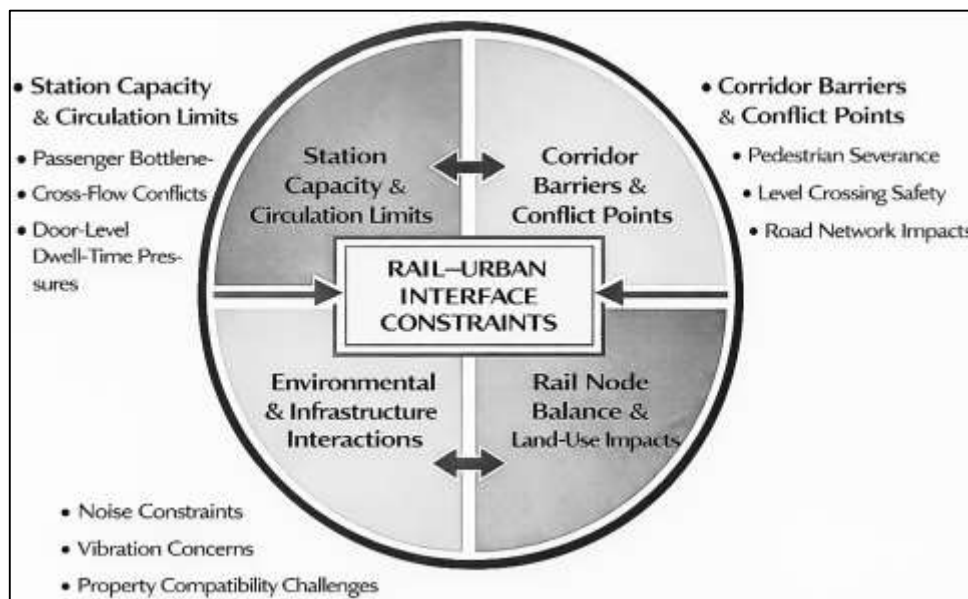 • Station Capacity
& Circulation Limits
• Passenger Bottlene-
• Cross-Flow Conflicts
• Door-Level
Dwell-Time Pres-
sures
Station
Capacity &
Circulation Limits
Corridor
Barriers &
Conflict Points
• Corridor Barriers
& Conflict Points
• Pedestrian Severance
• Level Crossing Safety
• Road Network Impacts
RAIL–URBAN
INTERFACE
CONSTRAINTS
Environmental
& Infrastructure
Interactions
Rail Node
Balance &
Land-Use Impacts
• Noise Constraints
• Vibration Concerns
• Property Compatibility Challenges